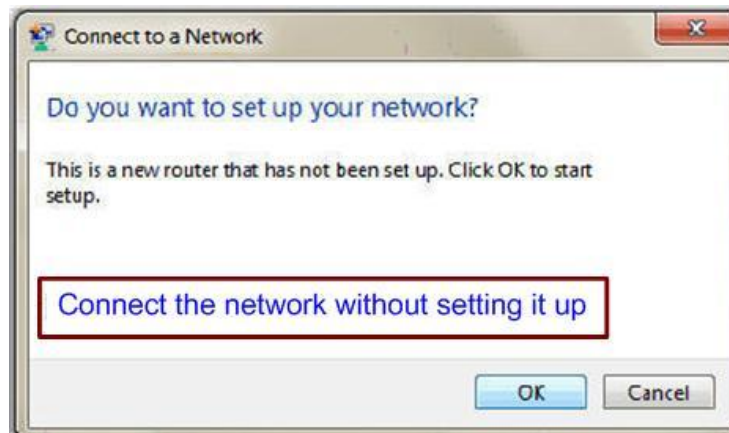 Connect to a Network
Do you want to set up your network?
This is a new router that has not been set up. Click OK to start
setup.
Connect the network without setting it up
OK
Cancel